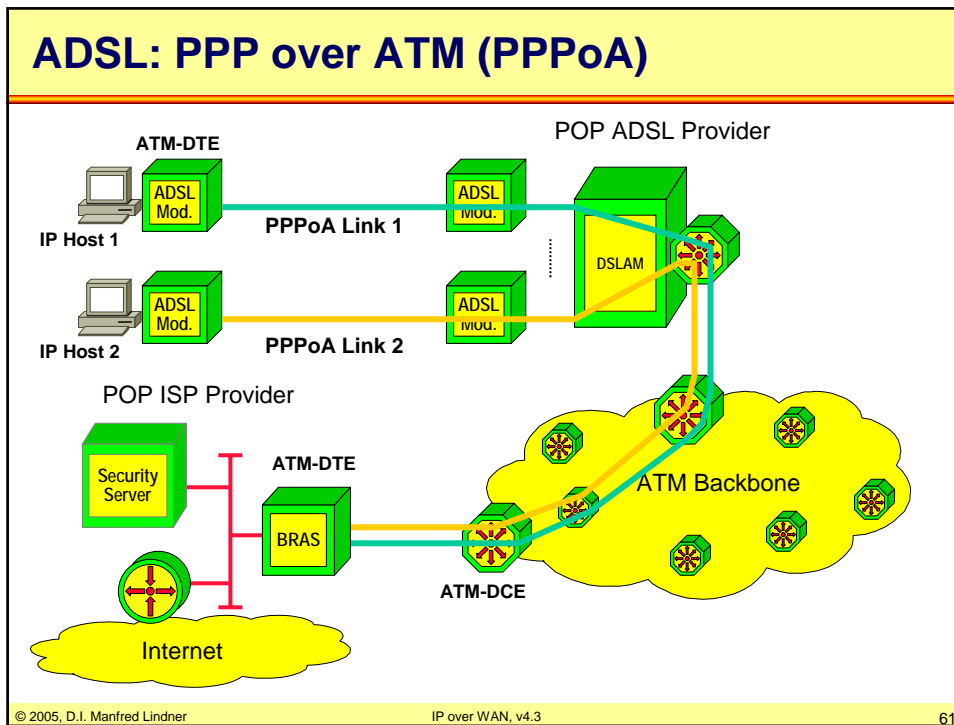 ADSL: PPP over ATM (PPPoA)
POP ADSL Provider
ATM-DTE
ADSL
Mod.
ADSL
Mod.
IP Host 1
PPPoA Link 1
DSLAM
ADSL
Mod.
ADSL
Mod.
IP Host 2
PPPoA Link 2
POP ISP Provider
Security
Server
ATM-DTE
BRAS
ATM Backbone
ATM-DCE
Internet
© 2005, D.I. Manfred Lindner
IP over WAN, v4.3
61